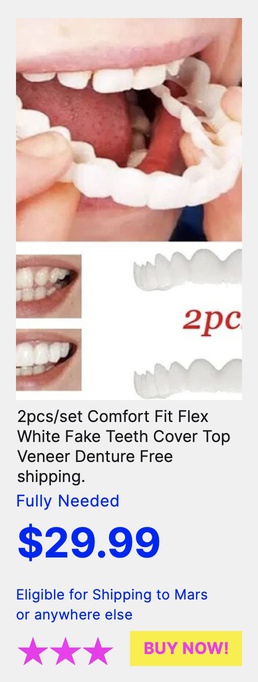 2pc
2pcs/set Comfort Fit Flex
White Fake Teeth Cover Top
Veneer Denture Free
shipping.
Fully Needed
$29.99
Eligible for Shipping to Mars
or anywhere else
BUY NOW!